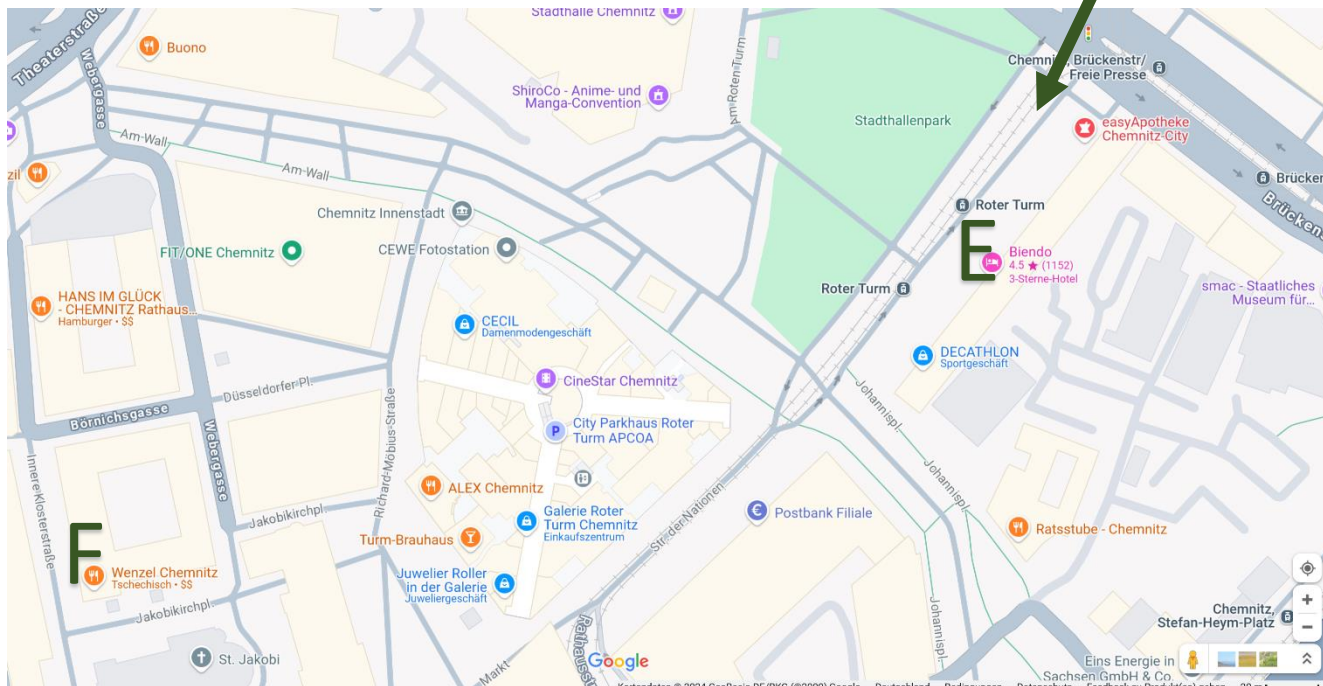 Stadthalle Chemnitz
Buono
Theaterstraße
Webergasse
ShiroCo - Anime- und
Manga-Convention
Am Roten Turm
Stadthallenpark
Chemnitz, Brückenstr/
Freie Presse
easyApotheke
Chemnitz-City
Brücken
Brückens
zil
Am Wall
Am Wall
Chemnitz Innenstadt
CEWE Fotostation
FIT/ONE Chemnitz
Roter Turm
E
Biendo
4.5 ★ (1152)
3-Sterne-Hotel
Roter Turm
smac - Staatliches
Museum für...
HANS IM GLÜCK
- CHEMNITZ Rathaus...
Hamburger • $$
CECIL
Damenmodengeschäft
DECATHLON
Sportgeschäft
CineStar Chemnitz
Düsseldorfer Pl.
Börnichsgasse
Webergasse
Richard-Möbius-Straße
P
City Parkhaus Roter
Turm APCOA
Johannispl.
Johannispl.
Innere Klosterstraße
ALEX Chemnitz
Jakobikirchpl.
Galerie Roter
Turm Chemnitz
Einkaufszentrum
Str. der Nationen
Postbank Filiale
Ratsstube - Chemnitz
Turm-Brauhaus
F
Wenzel Chemnitz
Tschechisch • $$
Juwelier Roller
in der Galerie
Juweliergeschäft
Jakobikirchpl.
Johannispl.
Chemnitz,
Stefan-Heym-Platz
St. Jakobi
Markt
Rathausstr
Google
Eins Energie in
Sachsen GmbH & Co.